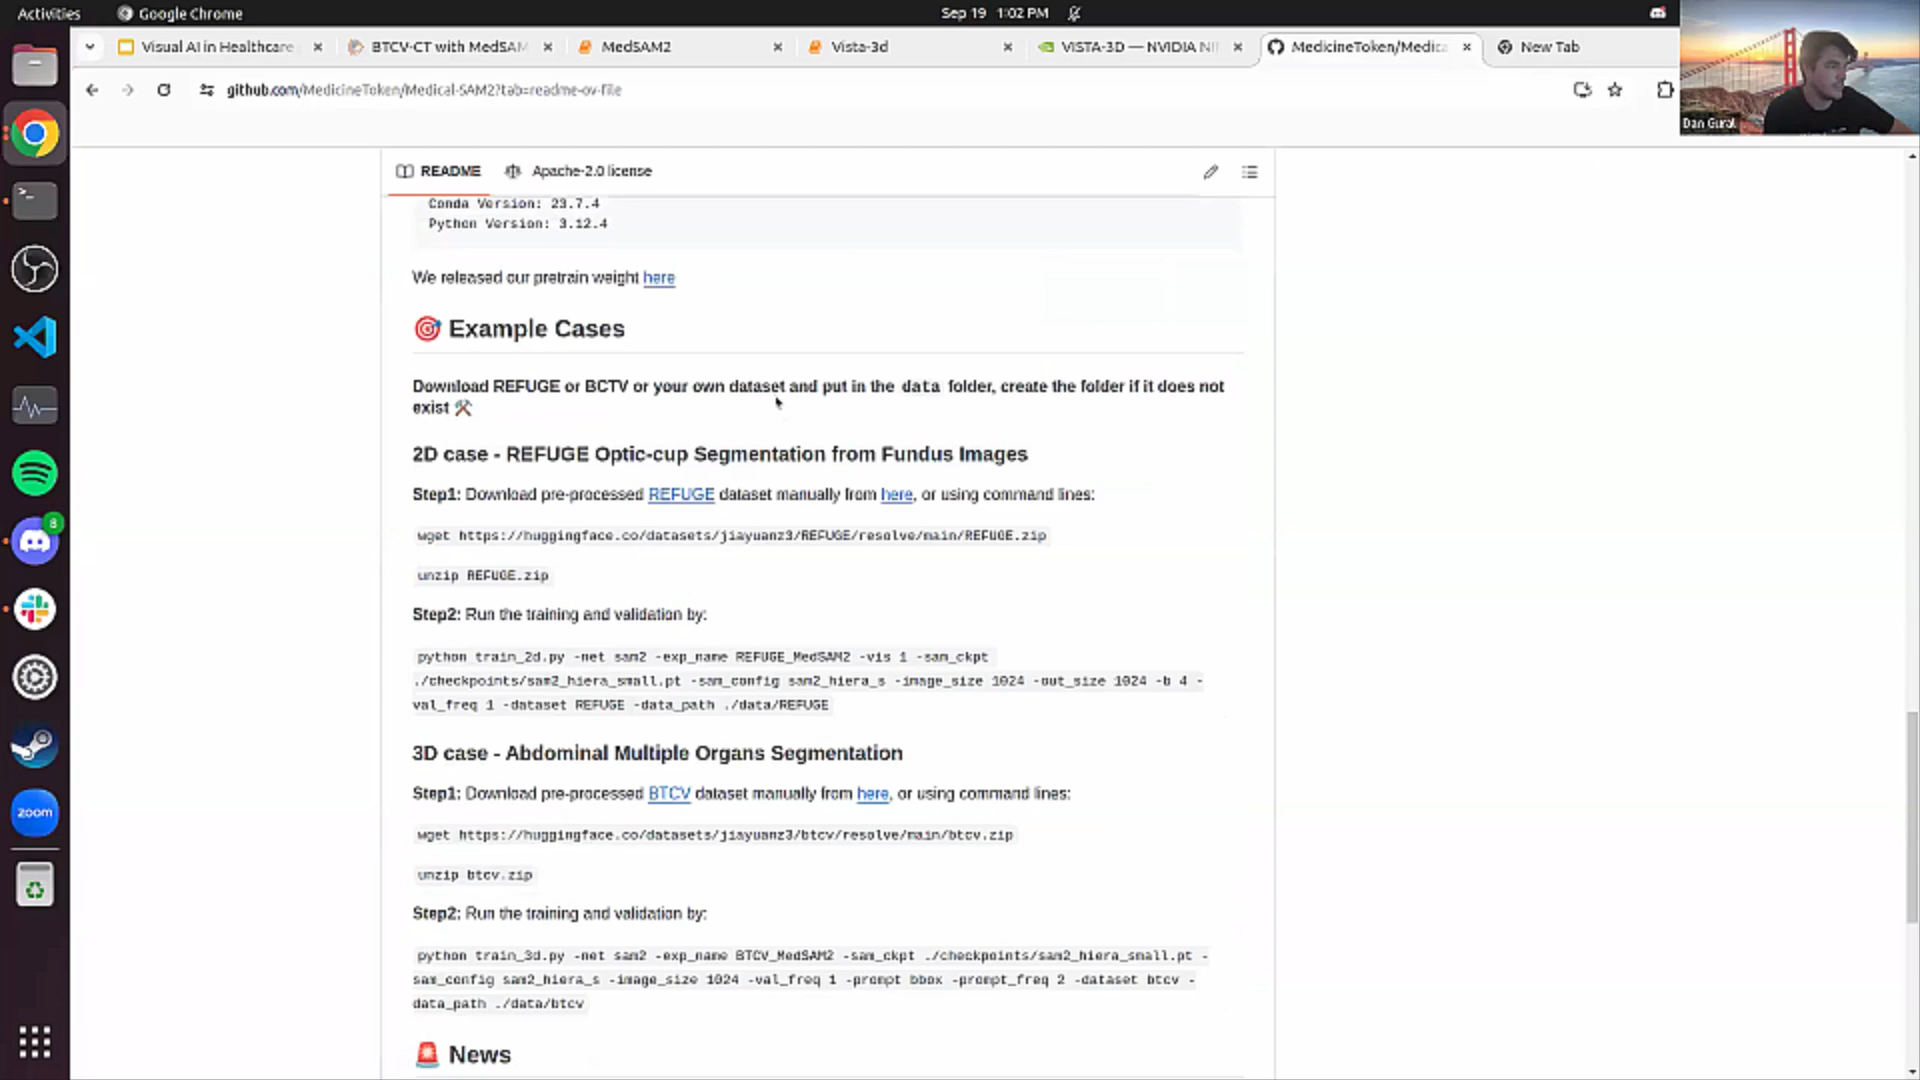 Activities
Google Chrome
Sep 19 1:02 PM
Visual AI in Healthcare
BTCV-CT with MedSAM
MedSAM2
Vista-3d
VISTA-3D — NVIDIA NI
MedicineToken/Medica
New Tab
github.com/MedicineToken/Medical-SAM2?tab=readme-ov-file
Dan Gural
README
Apache-2.0 license
Conda Version: 23.7.4
Python Version: 3.12.4
We released our pretrain weight here
Example Cases
Download REFUGE or BCTV or your own dataset and put in the data folder, create the folder if it does not
exist
2D case - REFUGE Optic-cup Segmentation from Fundus Images
Step1: Download pre-processed REFUGE dataset manually from here, or using command lines:
wget https://huggingface.co/datasets/jiayuanz3/REFUGE/resolve/main/REFUGE.zip
unzip REFUGE.zip
Step2: Run the training and validation by:
python train_2d.py -net sam2 -exp_name REFUGE_MedSAM2 -vis 1 -sam_ckpt
./checkpoints/sam2_hiera_small.pt -sam_config sam2_hiera_s -image_size 1024 -out_size 1024 -b 4 -
val_freq 1 -dataset REFUGE -data_path ./data/REFUGE
3D case - Abdominal Multiple Organs Segmentation
Step1: Download pre-processed BTCV dataset manually from here, or using command lines:
wget https://huggingface.co/datasets/jiayuanz3/btcv/resolve/main/btcv.zip
unzip btcv.zip
Step2: Run the training and validation by:
python train_3d.py -net sam2 -exp_name BTCV_MedSAM2 -sam_ckpt ./checkpoints/sam2_hiera_small.pt -
sam_config sam2_hiera_s -image_size 1024 -val_freq 1 -prompt bbox -prompt_freq 2 -dataset btcv -
data_path ./data/btcv
News
8
zoom